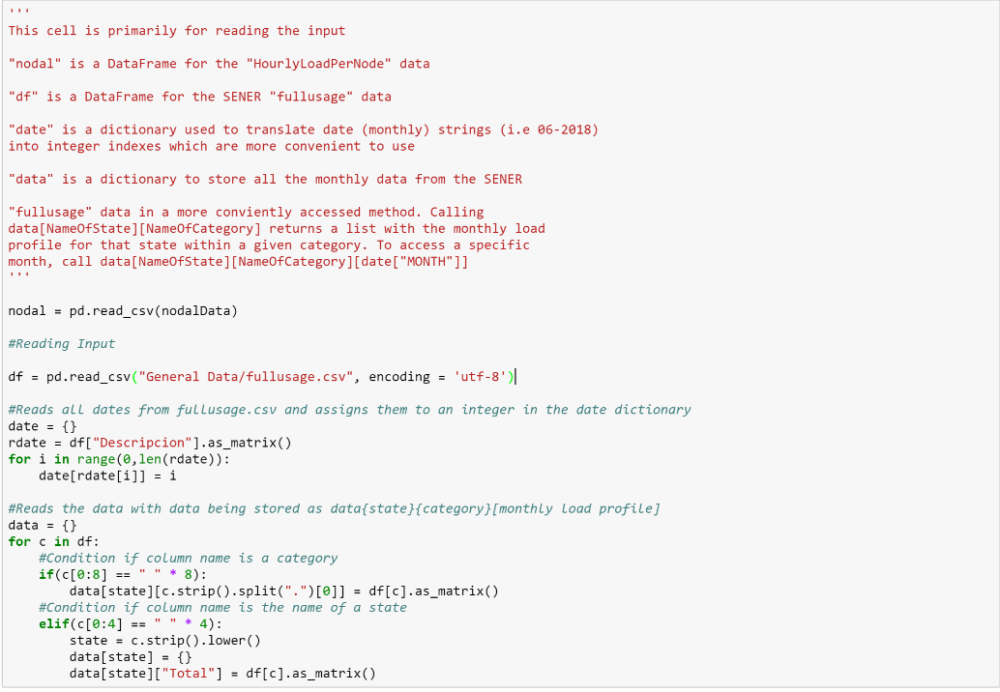 '''
This cell is primarily for reading the input
"nodal" is a DataFrame for the "HourlyLoadPerNode" data
"df" is a DataFrame for the SENER "fullusage" data
"date" is a dictionary used to translate date (monthly) strings (i.e 06-2018)
into integer indexes which are more convenient to use
"data" is a dictionary to store all the monthly data from the SENER
"fullusage" data in a more conviently accessed method. Calling
data[NameOfState][NameOfCategory] returns a list with the monthly load
profile for that state within a given category. To access a specific
month, call data[NameOfState][NameOfCategory][date["MONTH"]]
'''
nodal = pd.read_csv(nodalData)
#Reading Input
df = pd.read_csv("General Data/fullusage.csv", encoding = 'utf-8')
#Reads all dates from fullusage.csv and assigns them to an integer in the date dictionary
date = {}
rdate = df["Descripcion"].as_matrix()
for i in range(0,len(rdate)):
    date[rdate[i]] = i
#Reads the data with data being stored as data{state}{category}[monthly load profile]
data = {}
for c in df:
    #Condition if column name is a category
    if(c[0:8] == " " * 8):
        data[state][c.strip().split(".")[0]] = df[c].as_matrix()
    #Condition if column name is the name of a state
    elif(c[0:4] == " " * 4):
        state = c.strip().lower()
        data[state] = {}
        data[state]["Total"] = df[c].as_matrix()